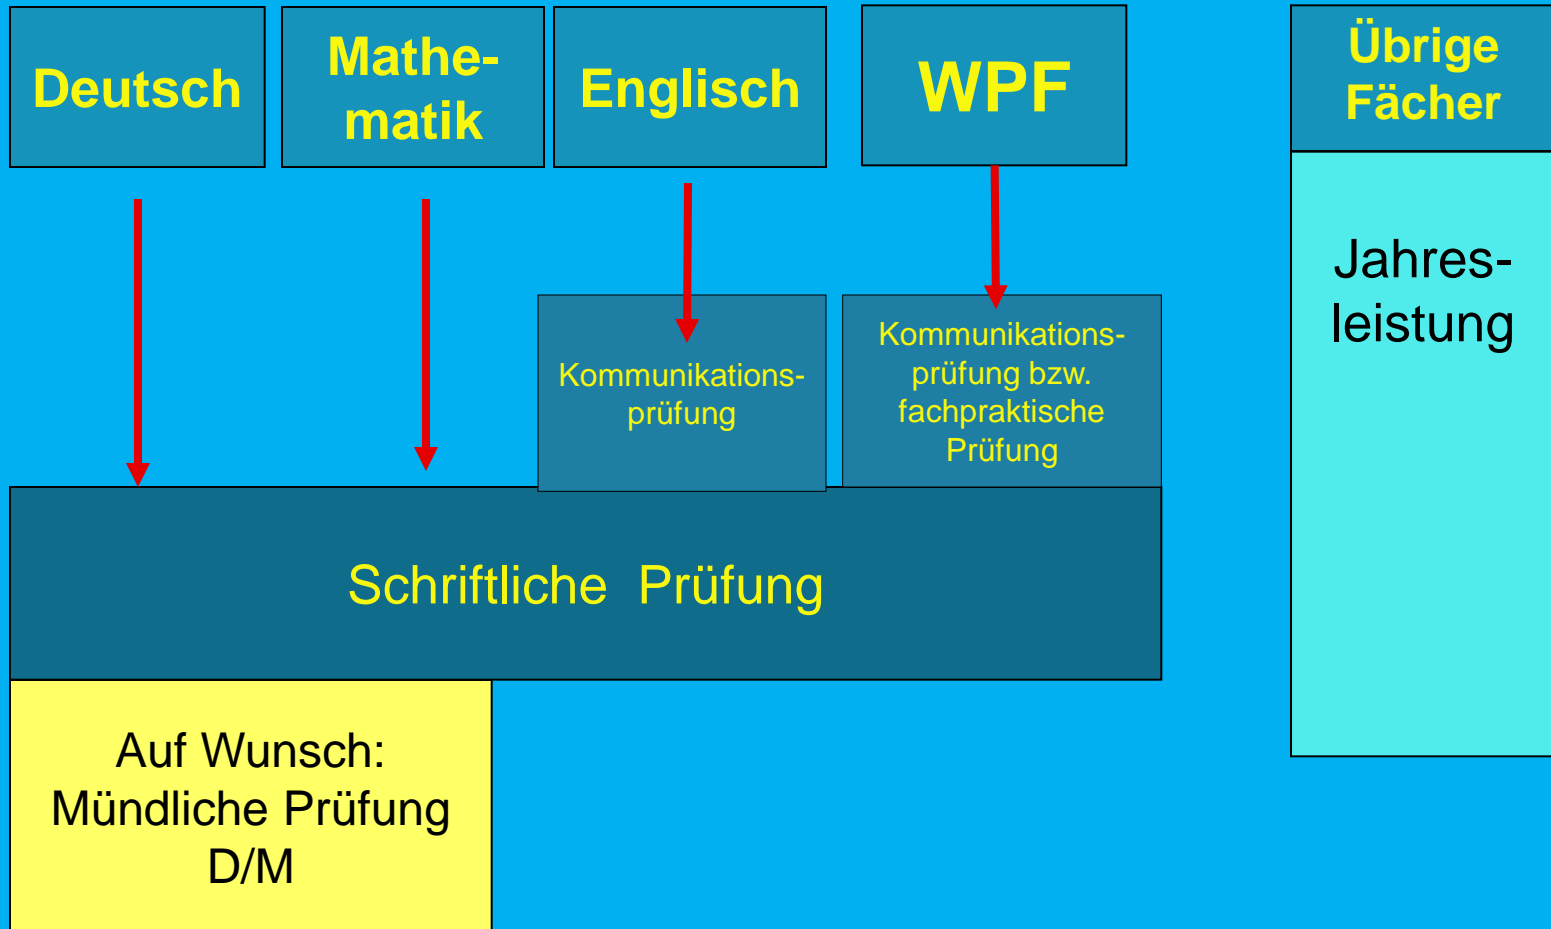 Deutsch
Mathe-
matik
Englisch
WPF
Übrige
Fächer
Kommunikations-
prüfung
Kommunikations-
prüfung bzw.
fachpraktische
Prüfung
Jahres-
leistung
Schriftliche Prüfung
Auf Wunsch:
Mündliche Prüfung
D/M